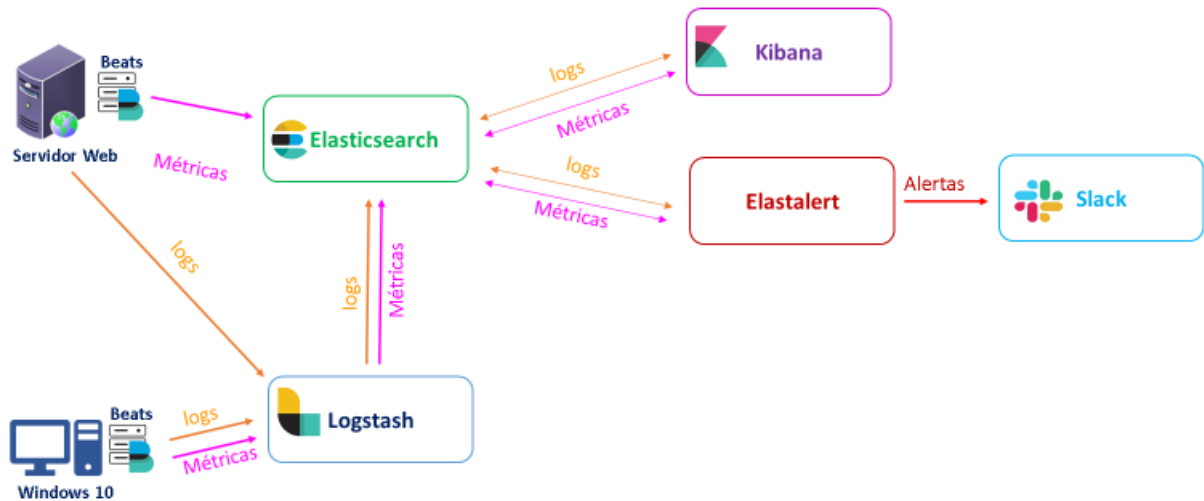 Beats
Servidor Web
Métricas
Elasticsearch
logs
Métricas
Kibana
logs
Métricas
Elastalert
Alertas
Slack
logs
logs
Métricas
Beats
Windows 10
logs
Métricas
Logstash